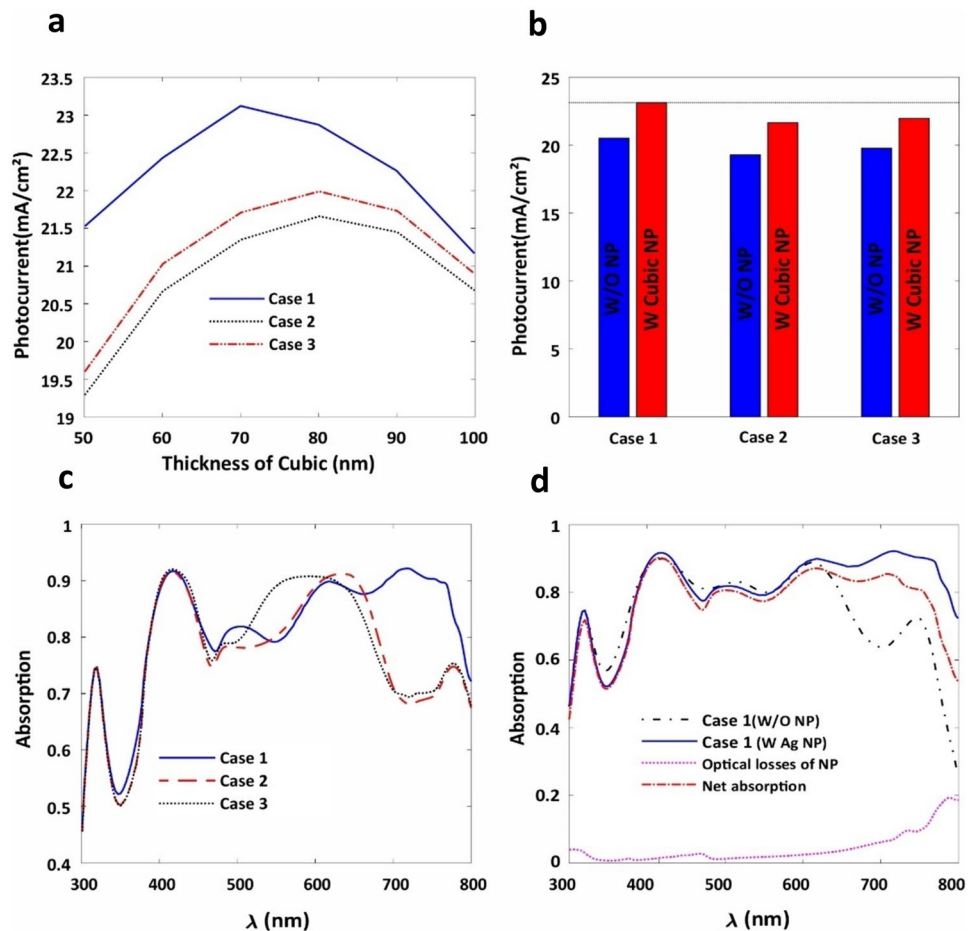 a
23.5
23
22.5
22
21.5
21
20.5
20
19.5
19
50 60 70 80 90 100
Photocurrent(mA/cm²)
Thickness of Cubic (nm)
Case 1
Case 2
Case 3
b
25
20
15
10
5
0
Photocurrent(mA/cm²)
W/O NP
W Cubic NP
W/O NP
W Cubic NP
W/O NP
W Cubic NP
Case 1 Case 2 Case 3
c
1
0.9
0.8
0.7
0.6
0.5
0.4
300 400 500 600 700 800
Absorption
λ (nm)
Case 1
Case 2
Case 3
d
1
0.8
0.6
0.4
0.2
0
300 400 500 600 700 800
Absorption
λ (nm)
Case 1(W/O NP)
Case 1 (W Ag NP)
Optical losses of NP
Net absorption